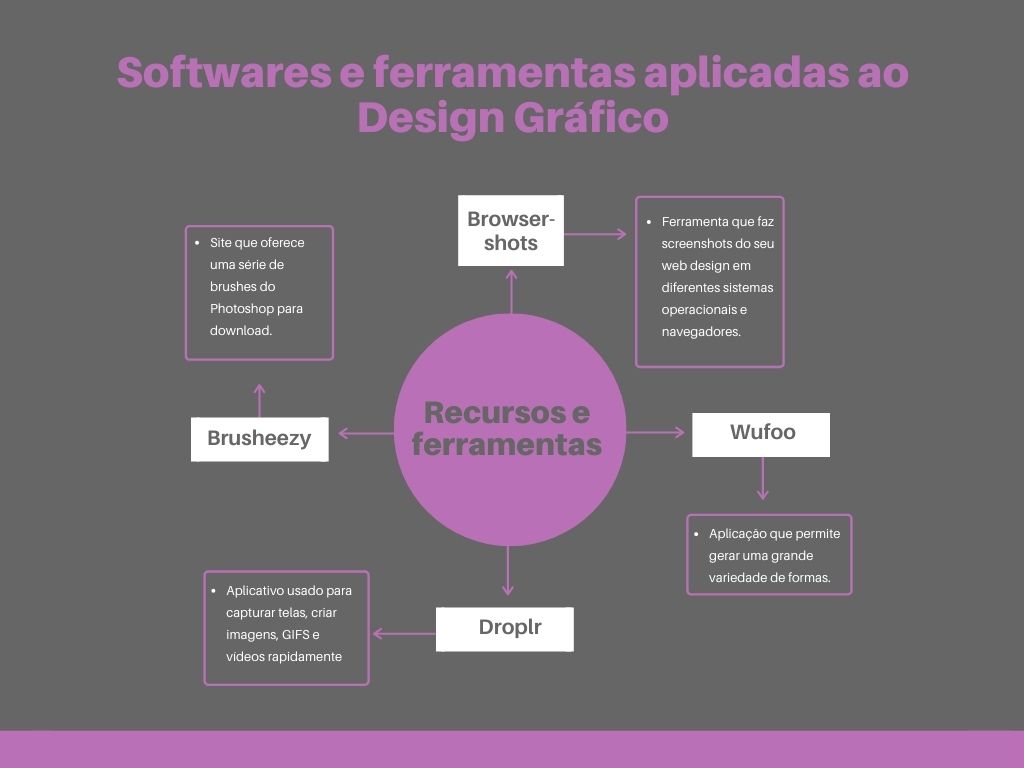 Softwares e ferramentas aplicadas ao
Design Gráfico
Browser-
shots
• Ferramenta que faz
screenshots do seu
web design em
diferentes sistemas
operacionais e
navegadores.
• Site que oferece
uma série de
brushes do
Photoshop para
download.
Brusheezy
Recursos e
ferramentas
Wufoo
• Aplicação que permite
gerar uma grande
variedade de formas.
• Aplicativo usado para
capturar telas, criar
imagens, GIFS e
vídeos rapidamente
Droplr